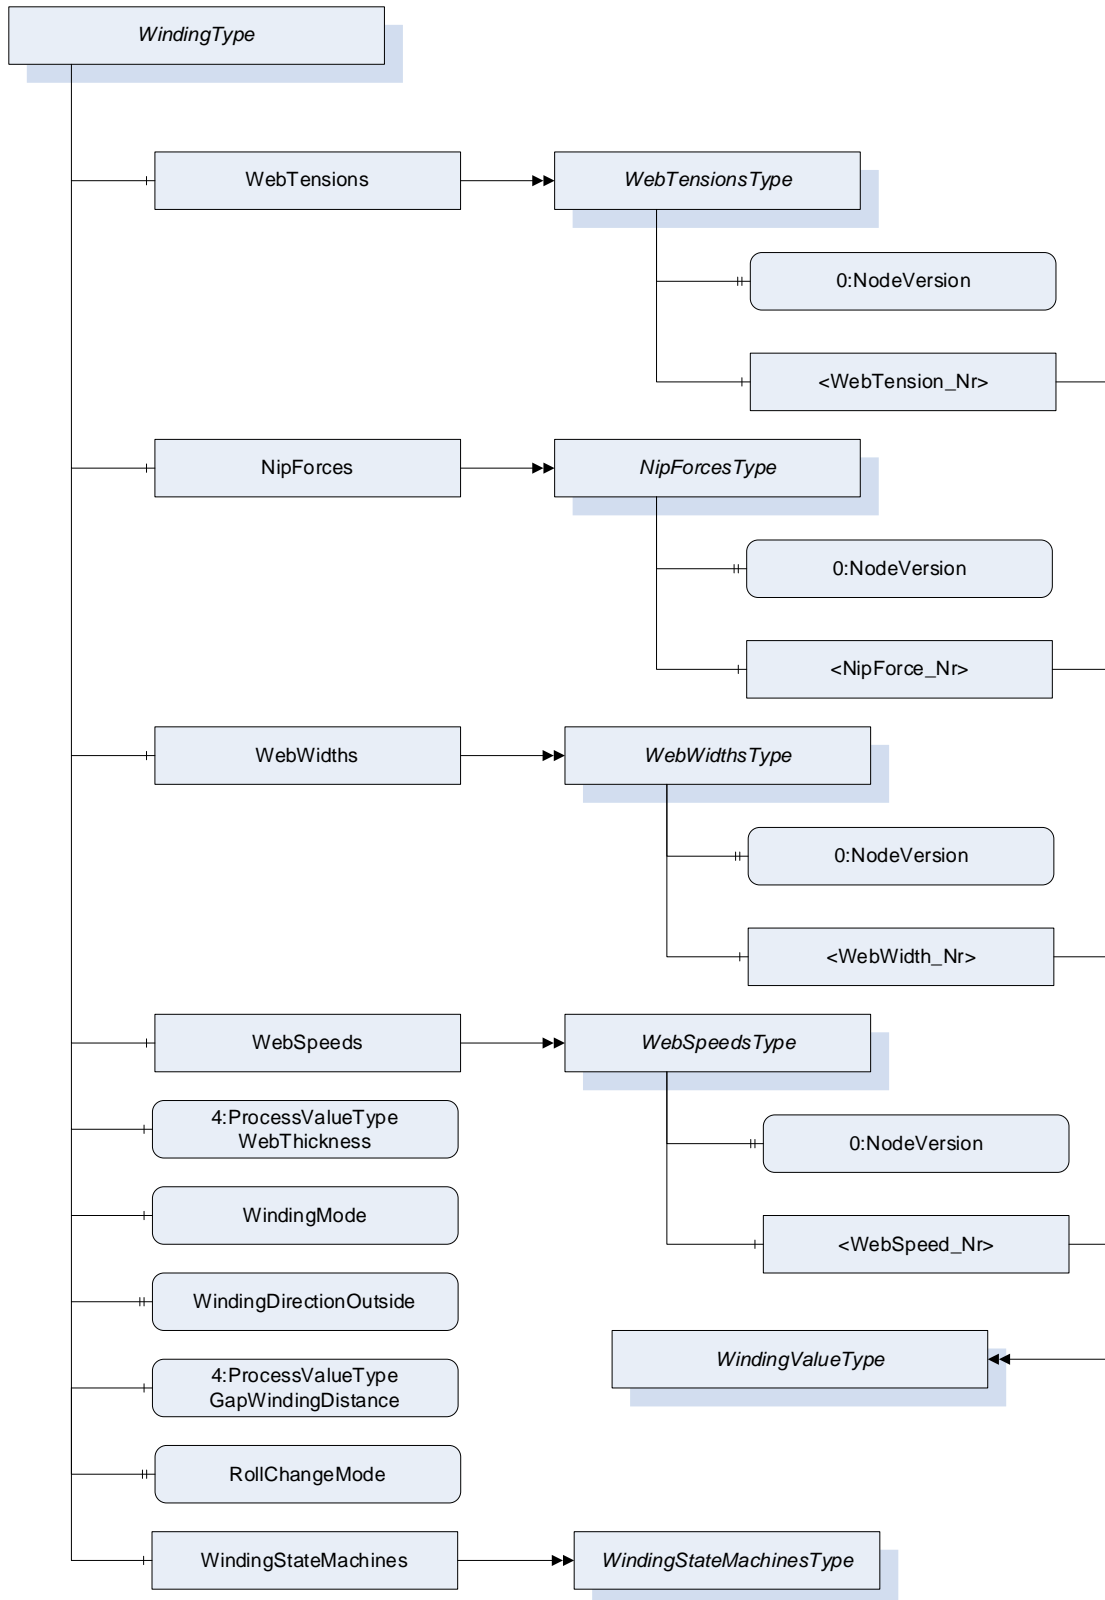 WindingType
WebTensions
WebTensionsType
0:NodeVersion
<WebTension_Nr>
NipForces
NipForcesType
0:NodeVersion
<NipForce_Nr>
WebWidths
WebWidthsType
0:NodeVersion
<WebWidth_Nr>
WebSpeeds
WebSpeedsType
4:ProcessValueType
WebThickness
0:NodeVersion
WindingMode
<WebSpeed_Nr>
WindingDirectionOutside
WindingValueType
4:ProcessValueType
GapWindingDistance
RollChangeMode
WindingStateMachines
WindingStateMachinesType